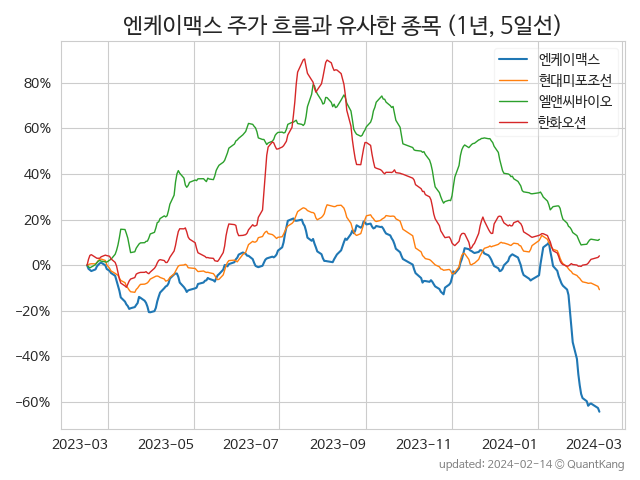 엔케이맥스 주가 흐름과 유사한 종목 (1년, 5일선)
엔케이맥스
현대미포조선
엘앤씨바이오
한화오션
80%
60%
40%
20%
0%
−20%
−40%
−60%
2023-03 2023-05 2023-07 2023-09 2023-11 2024-01 2024-03
updated: 2024-02-14 © QuantKang